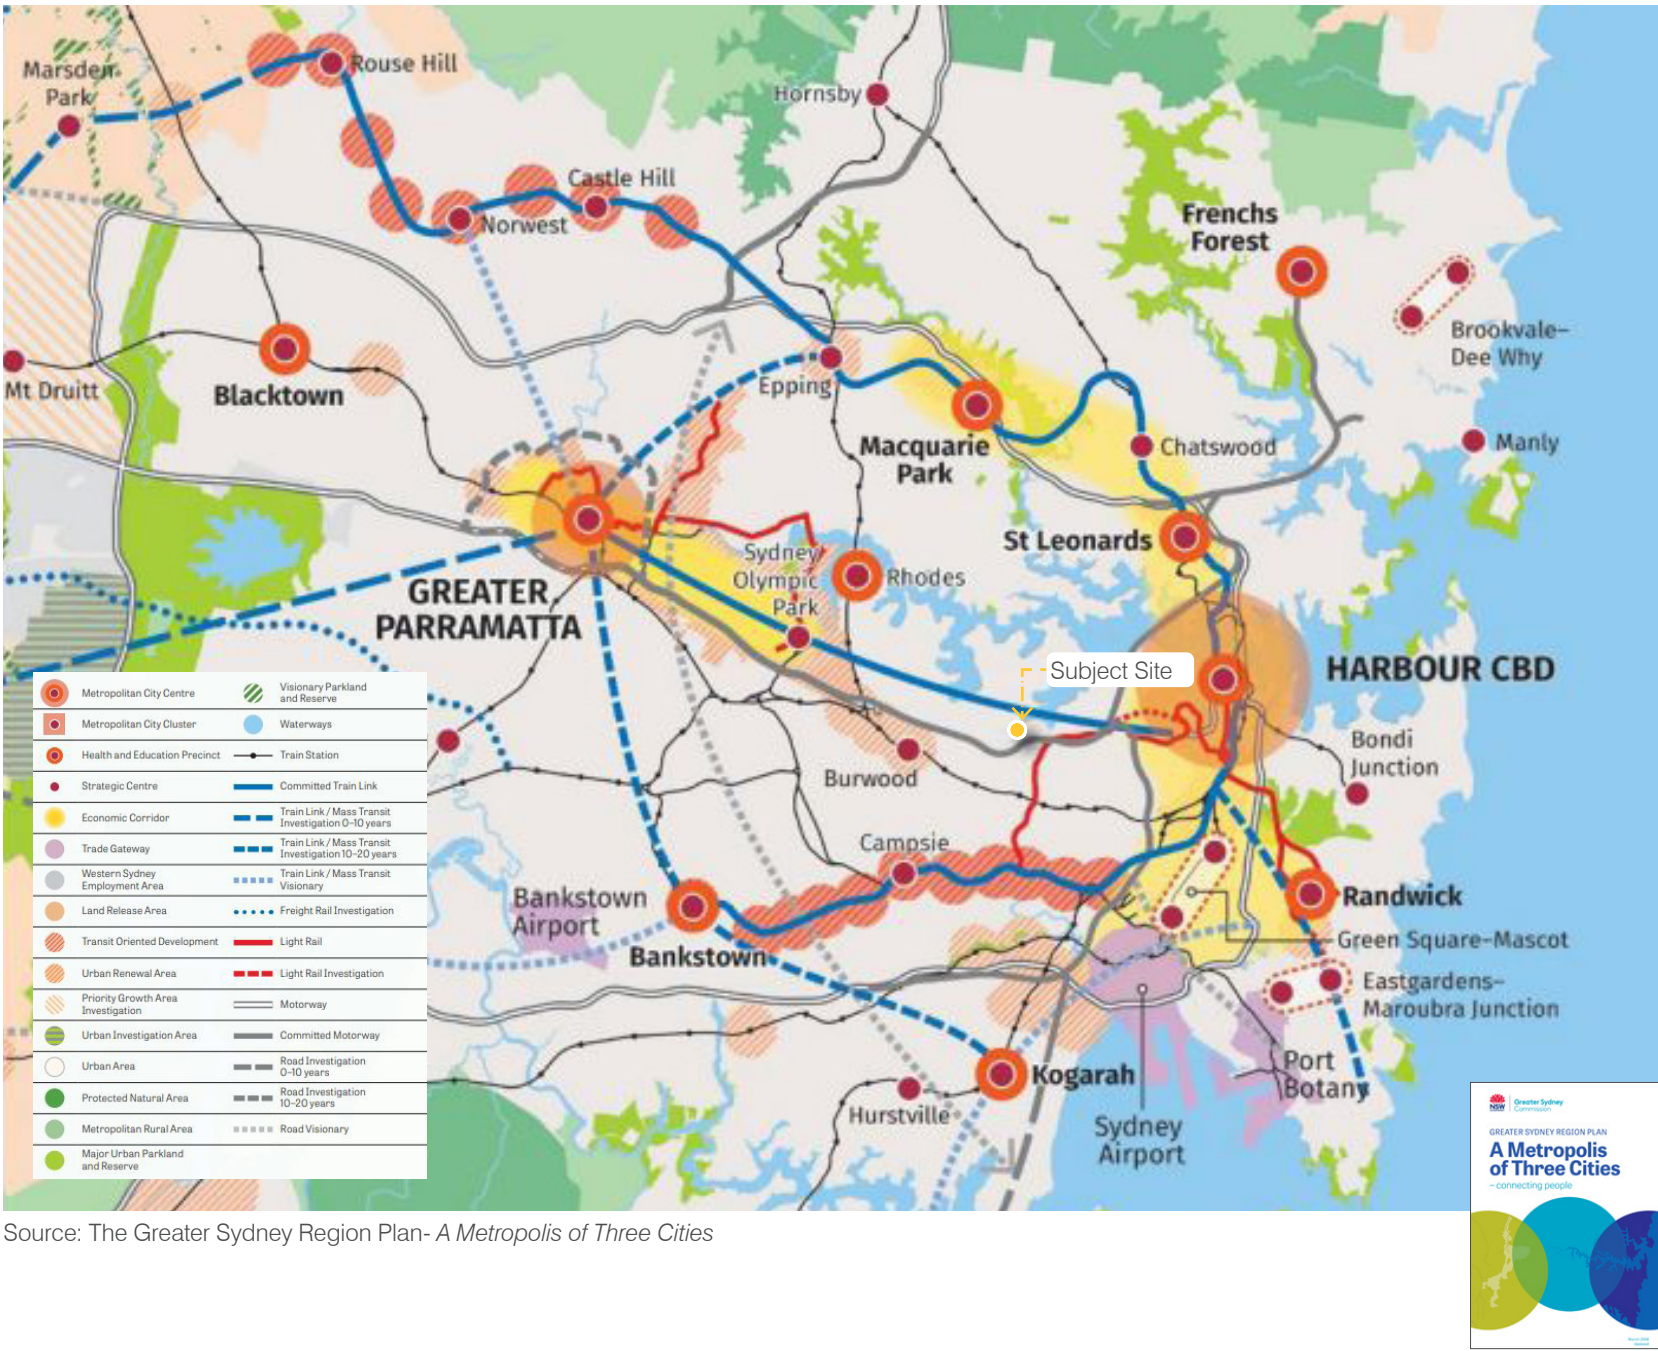 Marsden
Park
Rouse Hill
Hornsby
Castle Hill
Norwest
Frenchs
Forest
Brookvale–
Dee Why
Mt Druitt
Blacktown
Epping
Macquarie
Park
Chatswood
Manly
St Leonards
Sydney
Olympic
Park
Rhodes
GREATER
PARRAMATTA
Subject Site
HARBOUR CBD
Bondi
Junction
Burwood
Campsie
Bankstown
Airport
Bankstown
Randwick
Green Square–Mascot
Eastgardens–
Maroubra Junction
Kogarah
Port
Botany
Hurstville
Sydney
Airport
Metropolitan City Centre
Metropolitan City Cluster
Health and Education Precinct
Strategic Centre
Economic Corridor
Trade Gateway
Western Sydney
Employment Area
Land Release Area
Transit Oriented Development
Urban Renewal Area
Priority Growth Area
Investigation
Urban Investigation Area
Urban Area
Protected Natural Area
Metropolitan Rural Area
Major Urban Parkland
and Reserve
Visionary Parkland
and Reserve
Waterways
Train Station
Committed Train Link
Train Link / Mass Transit
Investigation 0–10 years
Train Link / Mass Transit
Investigation 10–20 years
Train Link / Mass Transit
Visionary
Freight Rail Investigation
Light Rail
Light Rail Investigation
Motorway
Committed Motorway
Road Investigation
0–10 years
Road Investigation
10–20 years
Road Visionary
NSW
Greater Sydney
Commission
GREATER SYDNEY REGION PLAN
A Metropolis
of Three Cities
– connecting people
Source: The Greater Sydney Region Plan- A Metropolis of Three Cities